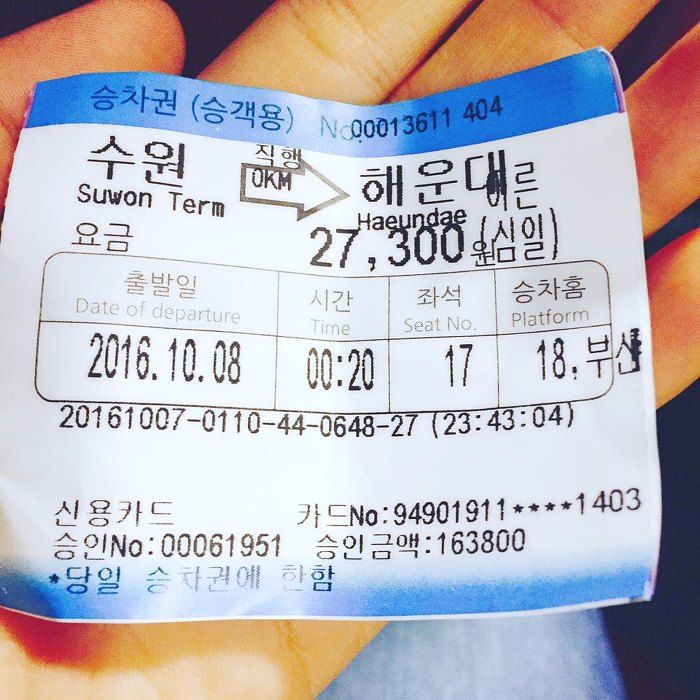 승차권 (승객용) No.00013611 404
수원 직행 해운대 어른
Suwon Term 0KM Haeundae
요금 27,300원 (심일)
출발일 시간 좌석 승차홈
Date of departure Time Seat No. Platform
2016.10.08 00:20 17 18, 부산
20161007-0110-44-0648-27 (23:43:04)
신용카드 카드No:94901911****1403
승인No:00061951 승인금액:163800
*당일 승차권에 한함